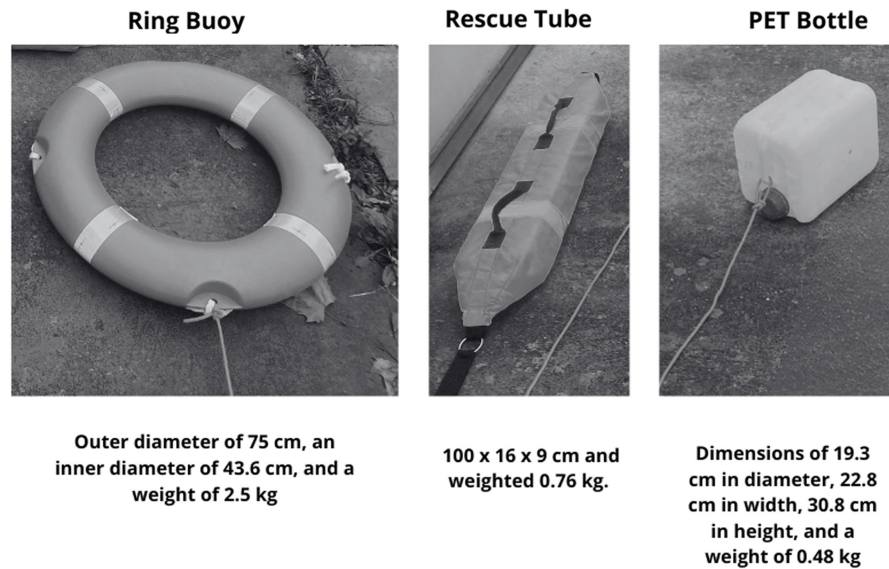 Ring Buoy
Rescue Tube
PET Bottle
Outer diameter of 75 cm, an
inner diameter of 43.6 cm, and a
weight of 2.5 kg
100 x 16 x 9 cm and
weighted 0.76 kg.
Dimensions of 19.3
cm in diameter, 22.8
cm in width, 30.8 cm
in height, and a
weight of 0.48 kg